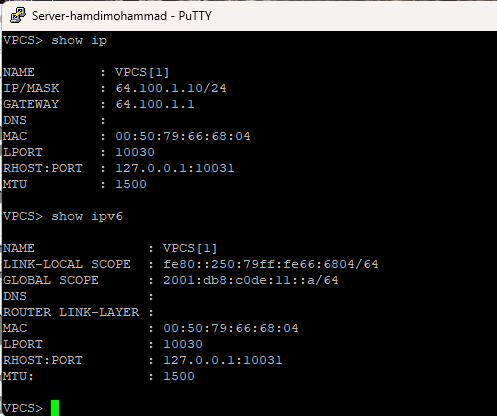 Server-hamdimohammad - PuTTY
VPCS> show ip
NAME        : VPCS[1]
IP/MASK     : 64.100.1.10/24
GATEWAY     : 64.100.1.1
DNS         :
MAC         : 00:50:79:66:68:04
LPORT       : 10030
RHOST:PORT  : 127.0.0.1:10031
MTU         : 1500
VPCS> show ipv6
NAME              : VPCS[1]
LINK-LOCAL SCOPE  : fe80::250:79ff:fe66:6804/64
GLOBAL SCOPE      : 2001:db8:c0de:11::a/64
DNS               :
ROUTER LINK-LAYER :
MAC               : 00:50:79:66:68:04
LPORT             : 10030
RHOST:PORT        : 127.0.0.1:10031
MTU:              : 1500
VPCS>